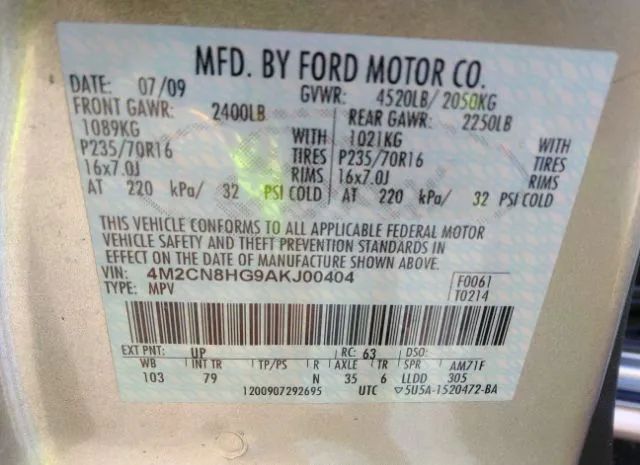 MFD. BY FORD MOTOR CO.
DATE: 07/09 GVWR: 4520LB/ 2050KG
FRONT GAWR: 2400LB REAR GAWR: 2250LB
1089KG WITH 1021KG WITH
P235/70R16 TIRES P235/70R16 TIRES
16x7.0J RIMS 16x7.0J RIMS
AT 220 kPa/ 32 PSI COLD AT 220 kPa/ 32 PSI COLD
THIS VEHICLE CONFORMS TO ALL APPLICABLE FEDERAL MOTOR
VEHICLE SAFETY AND THEFT PREVENTION STANDARDS IN
EFFECT ON THE DATE OF MANUFACTURE SHOWN ABOVE.
VIN: 4M2CN8HG9AKJ00404 F0061
TYPE: MPV T0214
EXT PNT: UP RC: 63 DSO:
WB INT TR TP/PS R AXLE TR SPR AM71F
103 79 N 35 6 LLDD 305
1200907292695 UTC ▽5U5A-1520472-BA